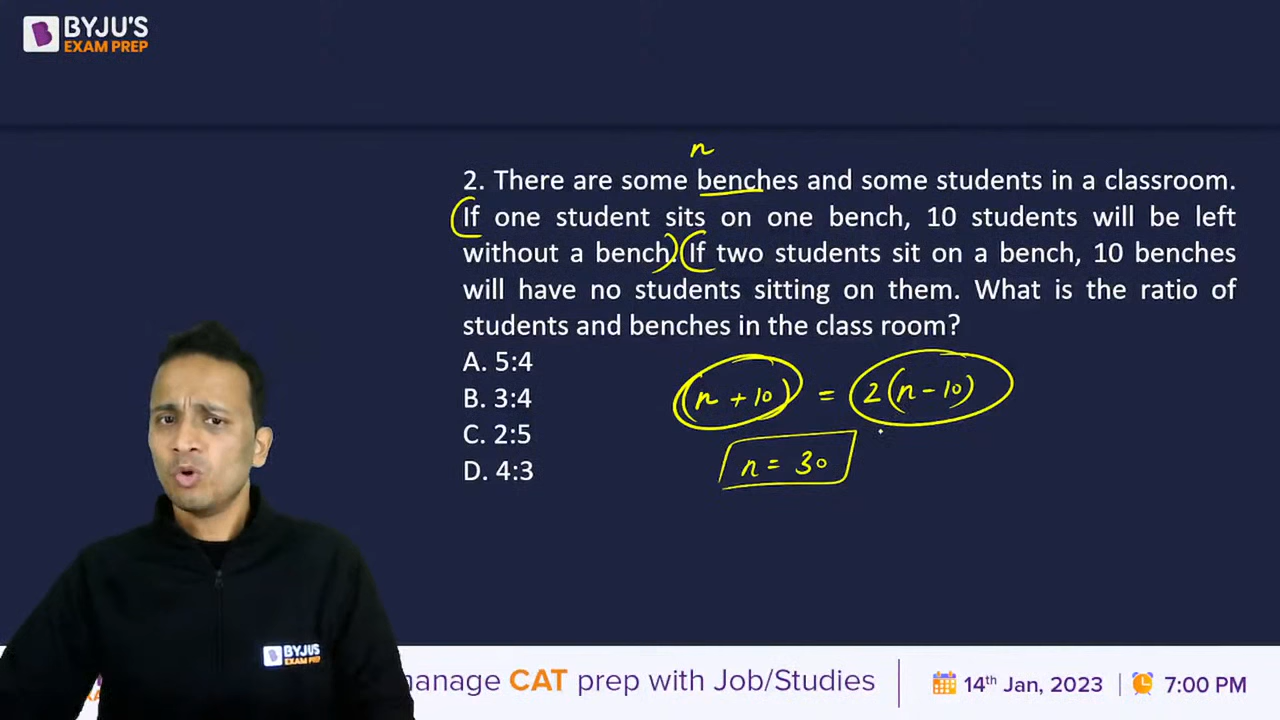 BYJU'S
EXAM PREP
n
2. There are some benches and some students in a classroom.
If one student sits on one bench, 10 students will be left
without a bench. If two students sit on a bench, 10 benches
will have no students sitting on them. What is the ratio of
students and benches in the class room?
A. 5:4
B. 3:4
C. 2:5
D. 4:3
(n + 10) = 2(n - 10)
n = 30
BYJU'S
EXAM PREP
manage CAT prep with Job/Studies
14th Jan, 2023
7:00 PM